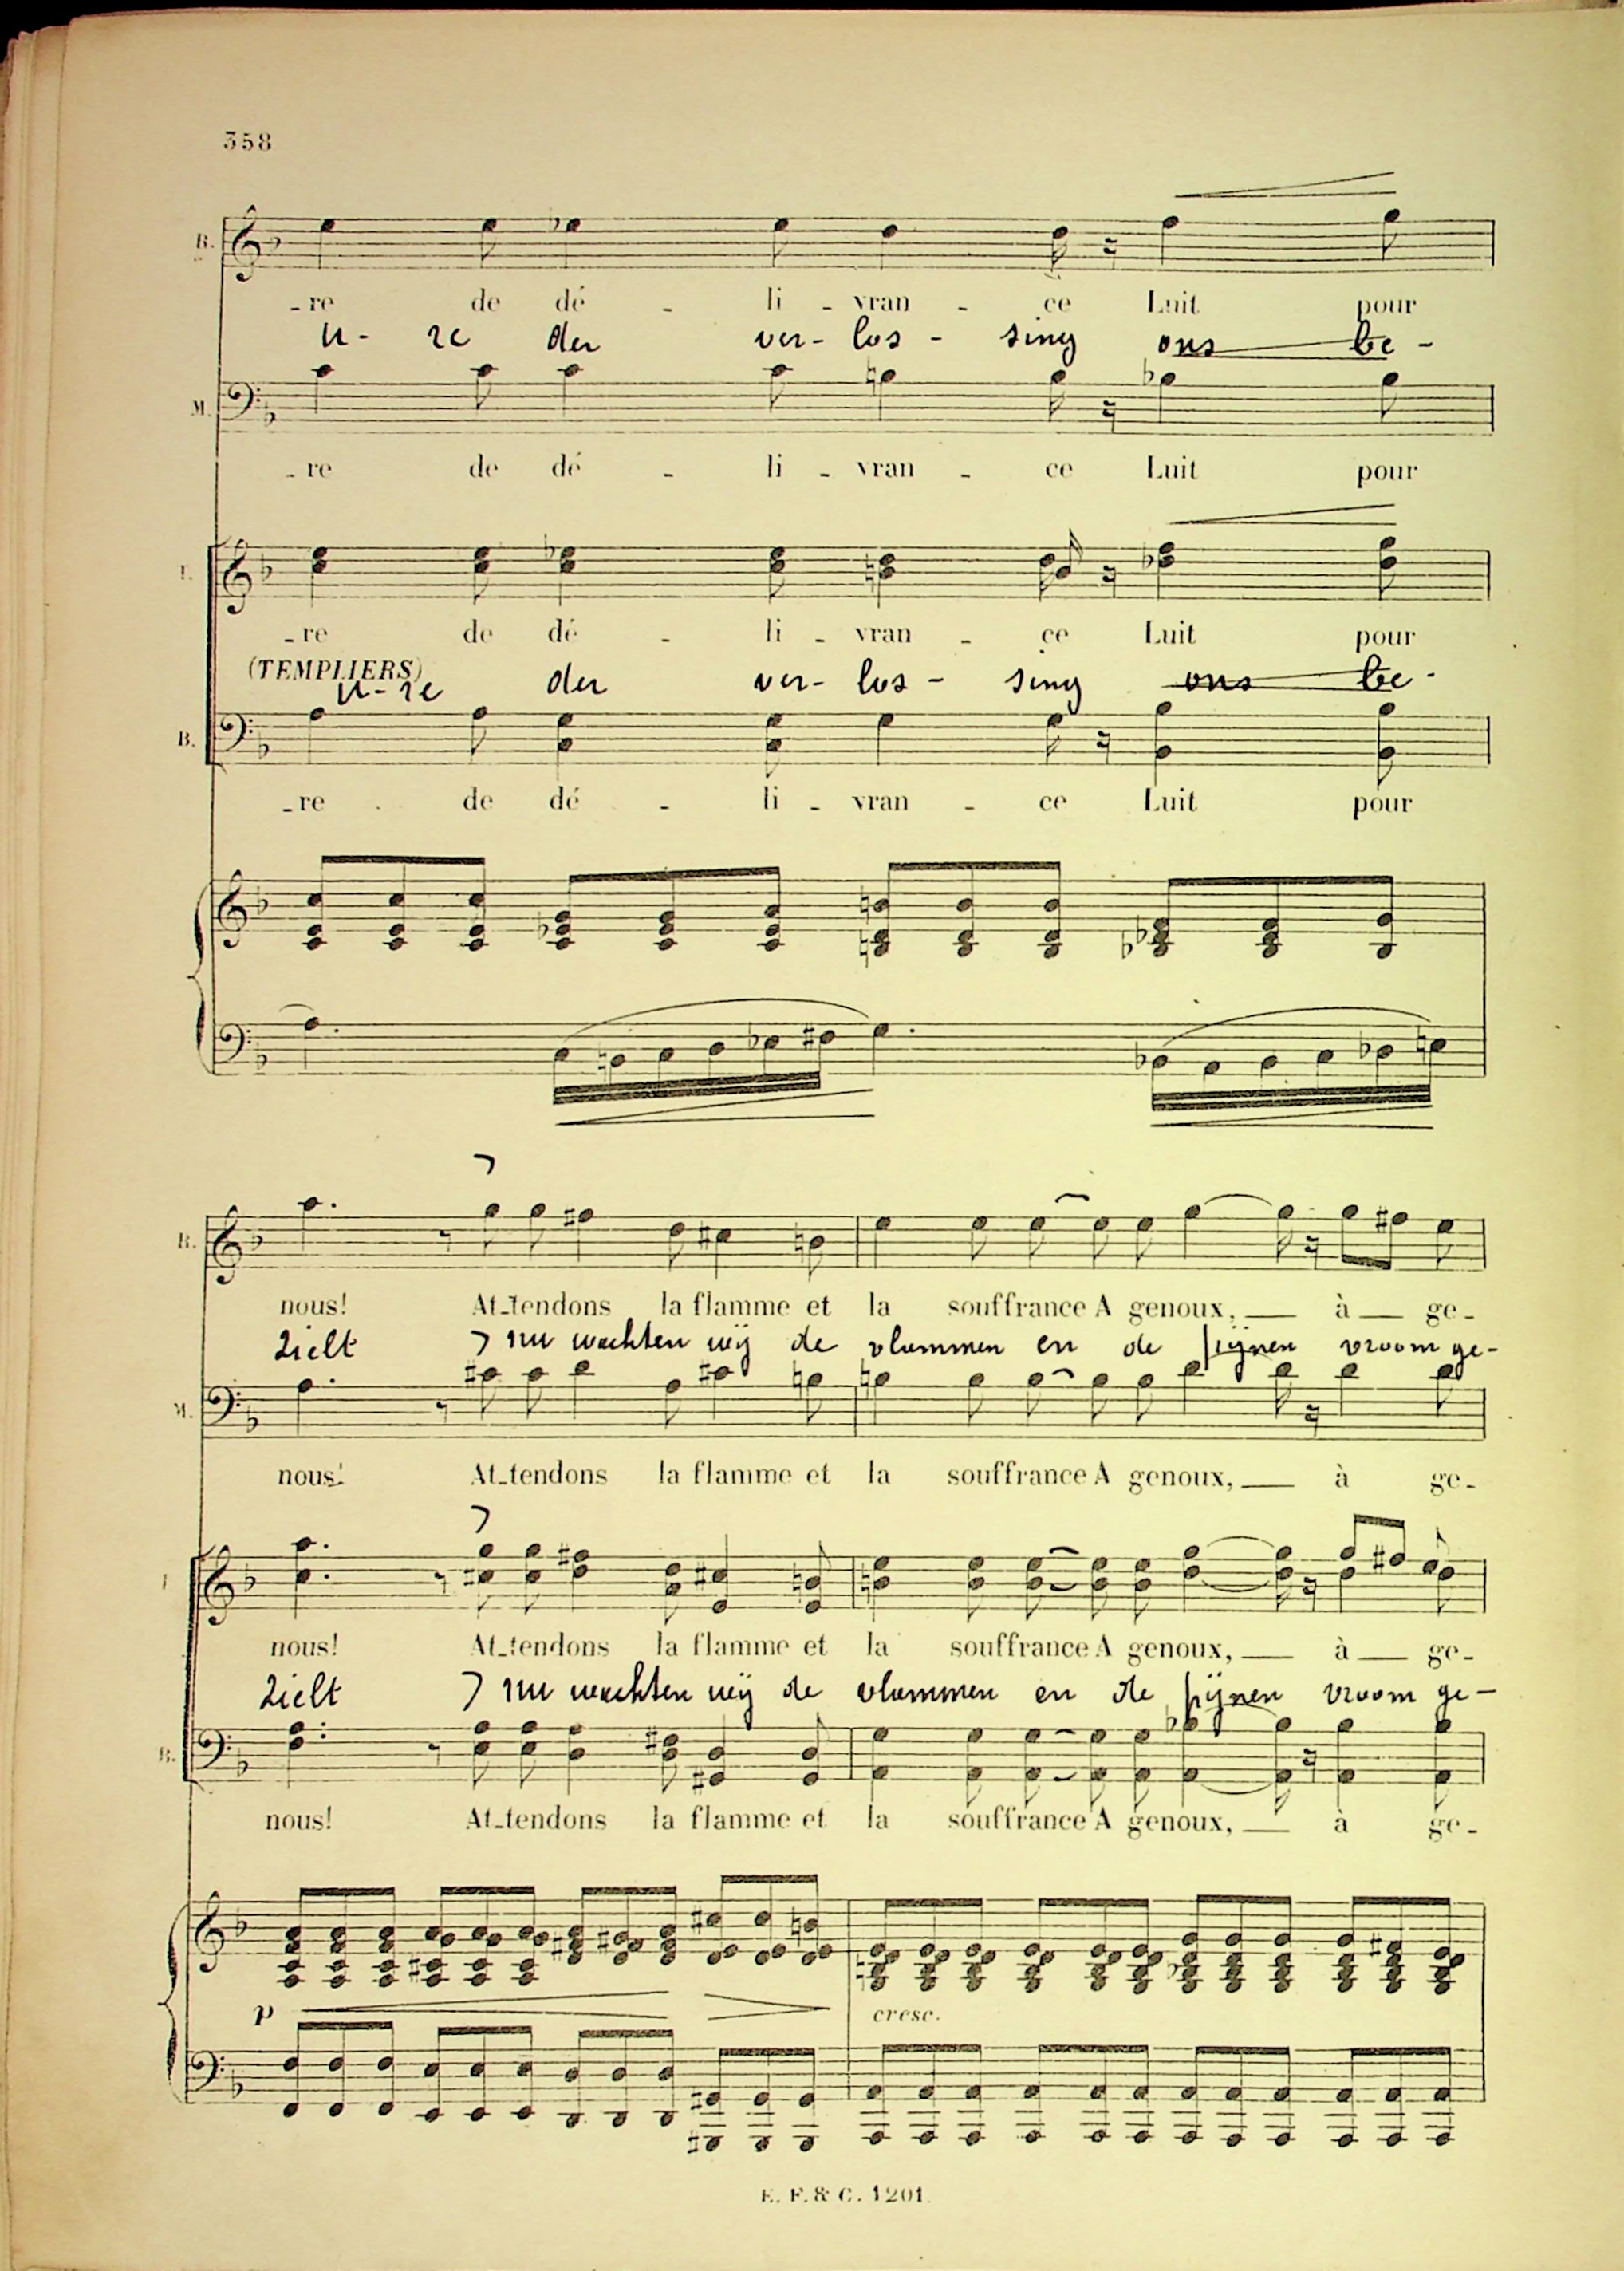 358
B.
-re de dé - li - vran - ce Luit pour
u- re der ver- los - sing ons be -
M.
-re de dé - li - vran - ce Luit pour
-re de dé - li - vran - ce Luit pour
(TEMPLIERS)
u-re der ver- los - sing ons be-
B.
-re de dé - li - vran - ce Luit pour
B.
nous! At-tendons la flamme et la souffrance A genoux, à ge-
zielt nu wachten wij de vlammen en de pijnen vroom ge-
M.
nous! At-tendons la flamme et la souffrance A genoux, à ge-
nous! At-tendons la flamme et la souffrance A genoux, à ge-
zielt nu wachten wij de vlammen en de pijnen vroom ge-
B.
nous! At-tendons la flamme et la souffrance A genoux, à ge-
p cresc.
E. F. & C. 1201.